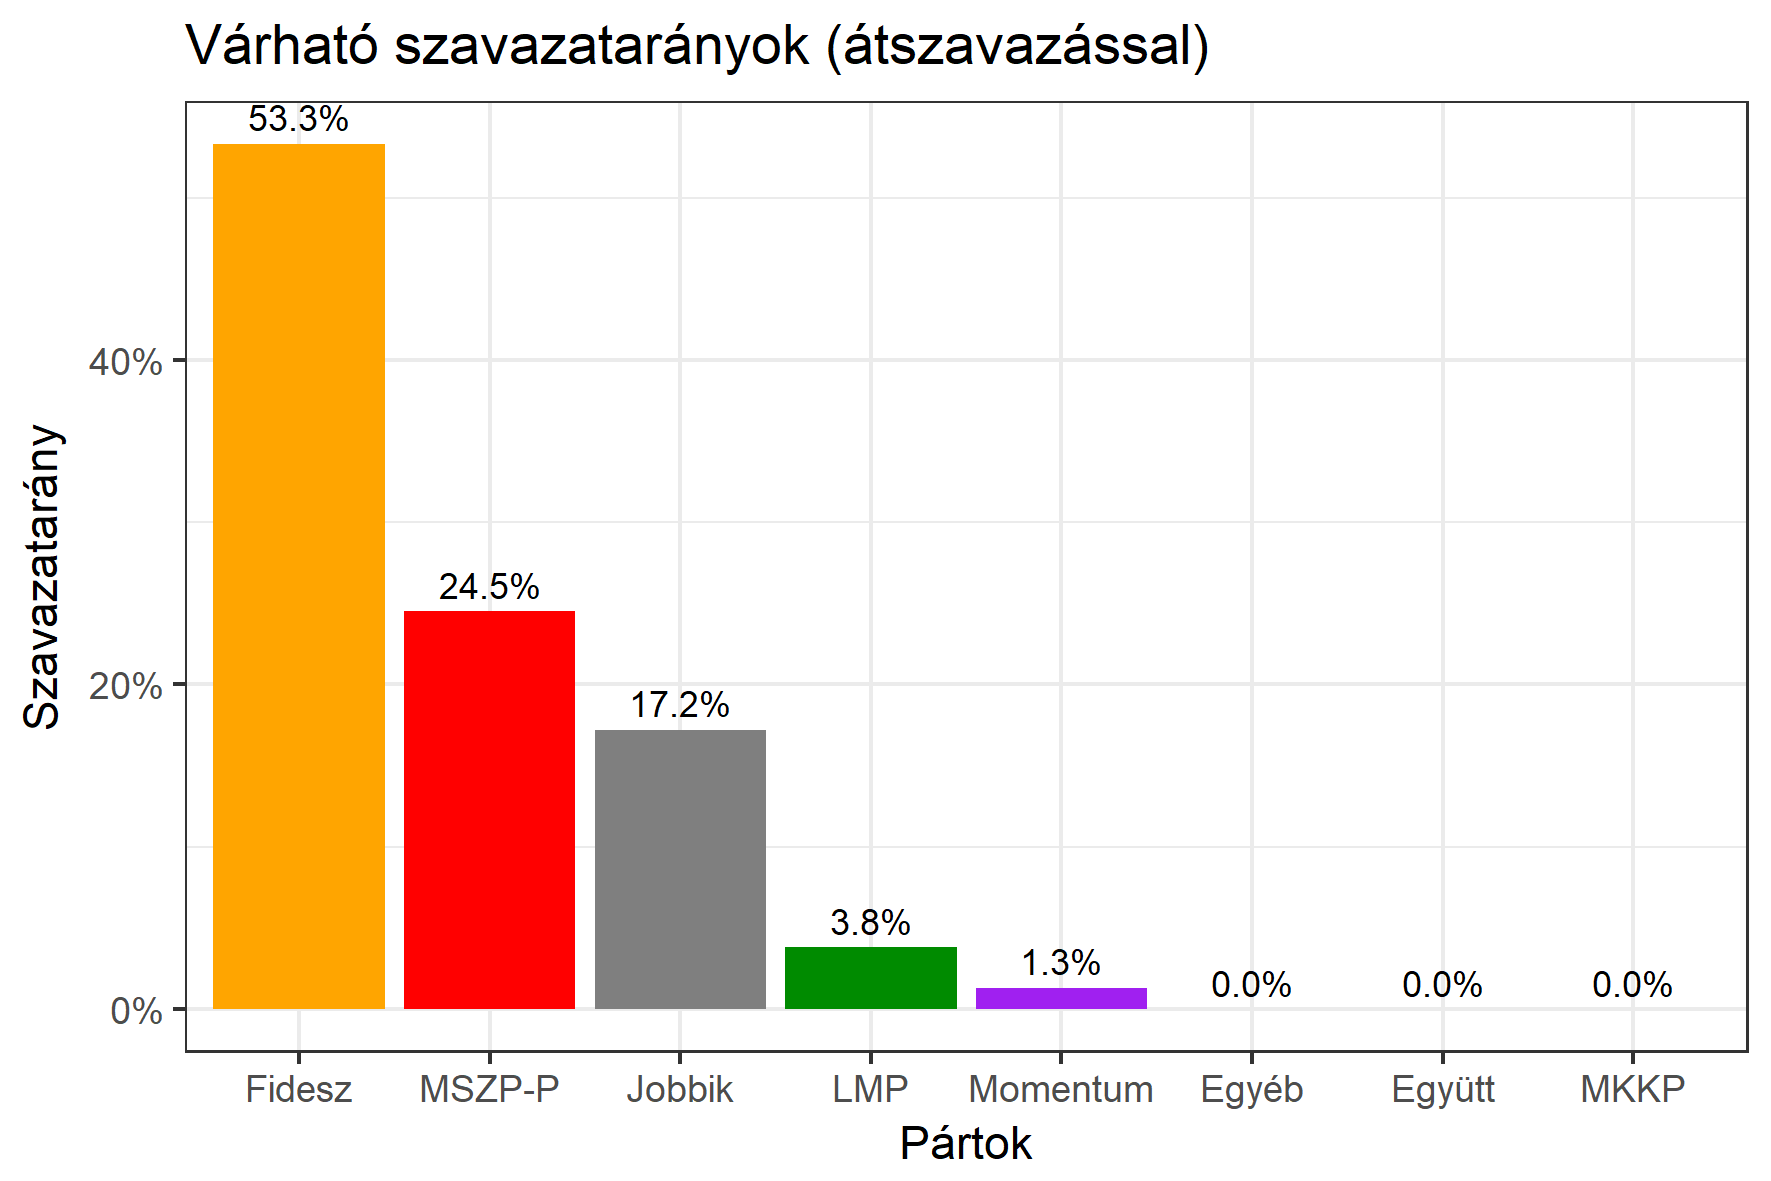 Várható szavazatarányok (átszavazással)
53.3%
24.5%
17.2%
3.8%
1.3%
0.0%
0.0%
0.0%
40%
20%
0%
Szavazatarány
Fidesz
MSZP-P
Jobbik
LMP
Momentum
Egyéb
Együtt
MKKP
Pártok